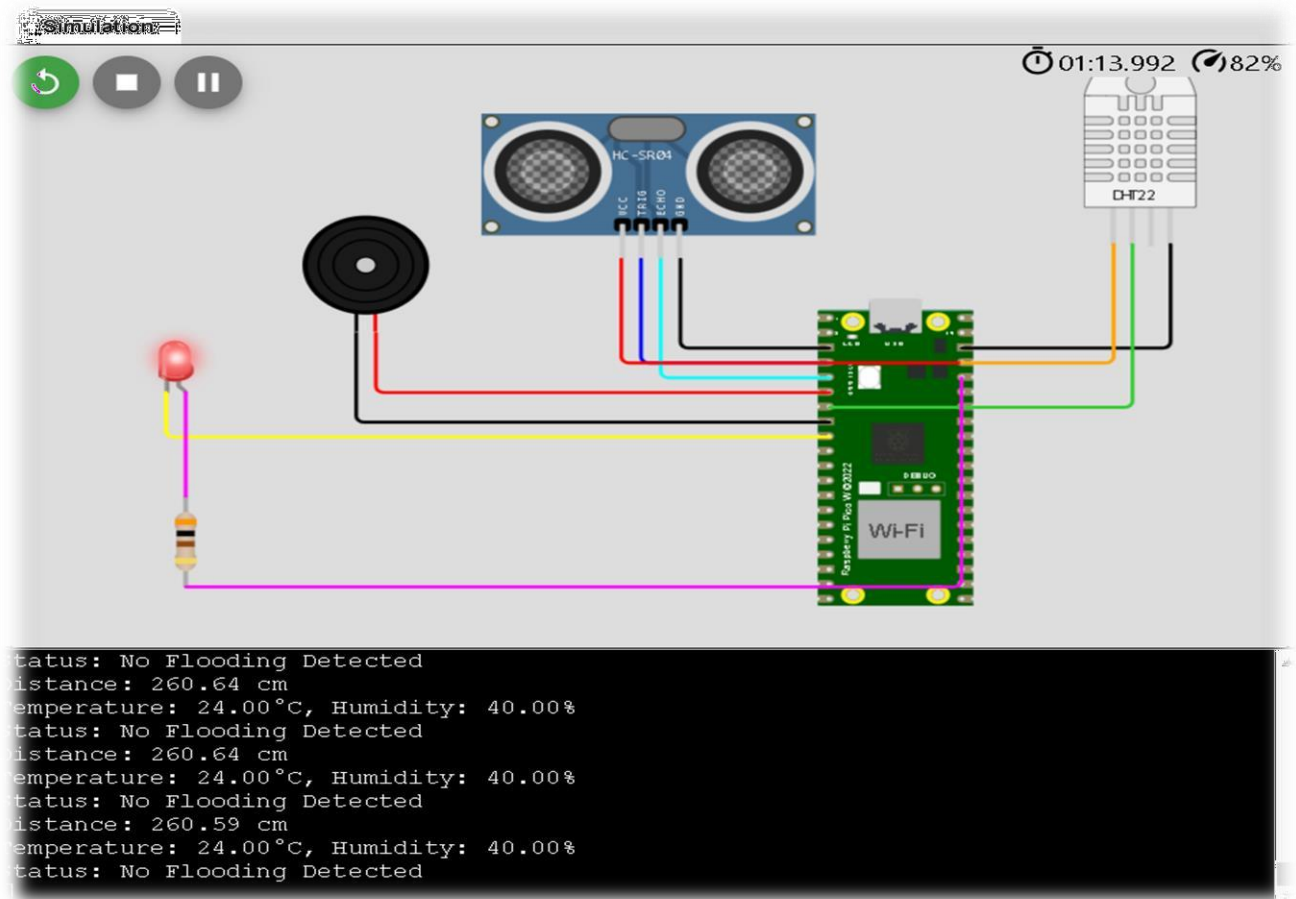 Simulation
01:13.992 82%
HC-SR04
VCC TRIG ECHO GND
DHT22
LED USB
DEBUG
Raspberry Pi Pico W ©2022
Wi-Fi
tatus: No Flooding Detected
istance: 260.64 cm
emperature: 24.00°C, Humidity: 40.00%
tatus: No Flooding Detected
istance: 260.64 cm
emperature: 24.00°C, Humidity: 40.00%
tatus: No Flooding Detected
istance: 260.59 cm
emperature: 24.00°C, Humidity: 40.00%
tatus: No Flooding Detected